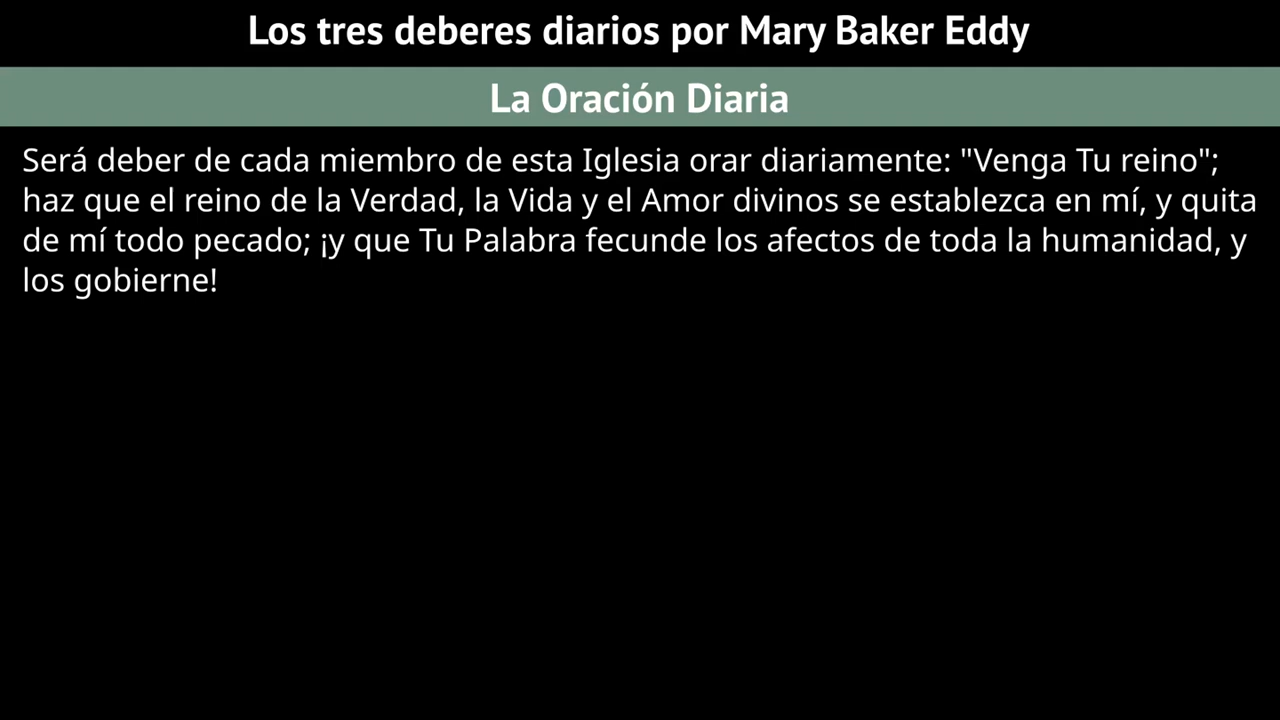 Los tres deberes diarios por Mary Baker Eddy
La Oración Diaria
Será deber de cada miembro de esta Iglesia orar diariamente: "Venga Tu reino";
haz que el reino de la Verdad, la Vida y el Amor divinos se establezca en mí, y quita
de mí todo pecado; ¡y que Tu Palabra fecunde los afectos de toda la humanidad, y
los gobierne!